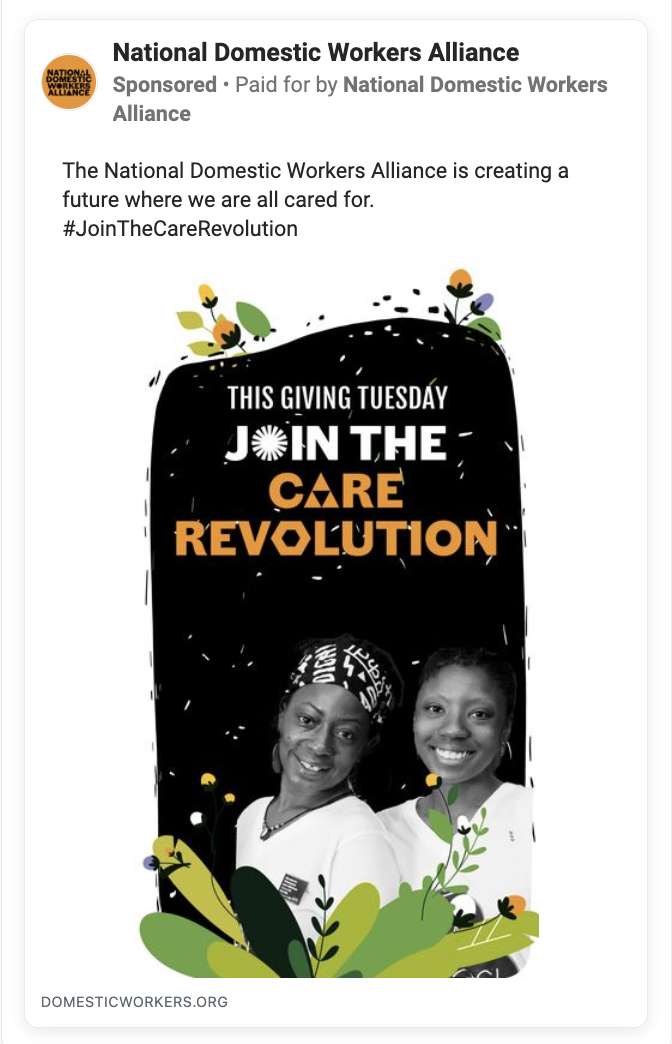 NATIONAL
DOMESTIC
WORKERS
ALLIANCE
National Domestic Workers Alliance
Sponsored • Paid for by National Domestic Workers
Alliance
The National Domestic Workers Alliance is creating a
future where we are all cared for.
#JoinTheCareRevolution
THIS GIVING TUESDAY
JOIN THE
CARE
REVOLUTION
DOMESTICWORKERS.ORG